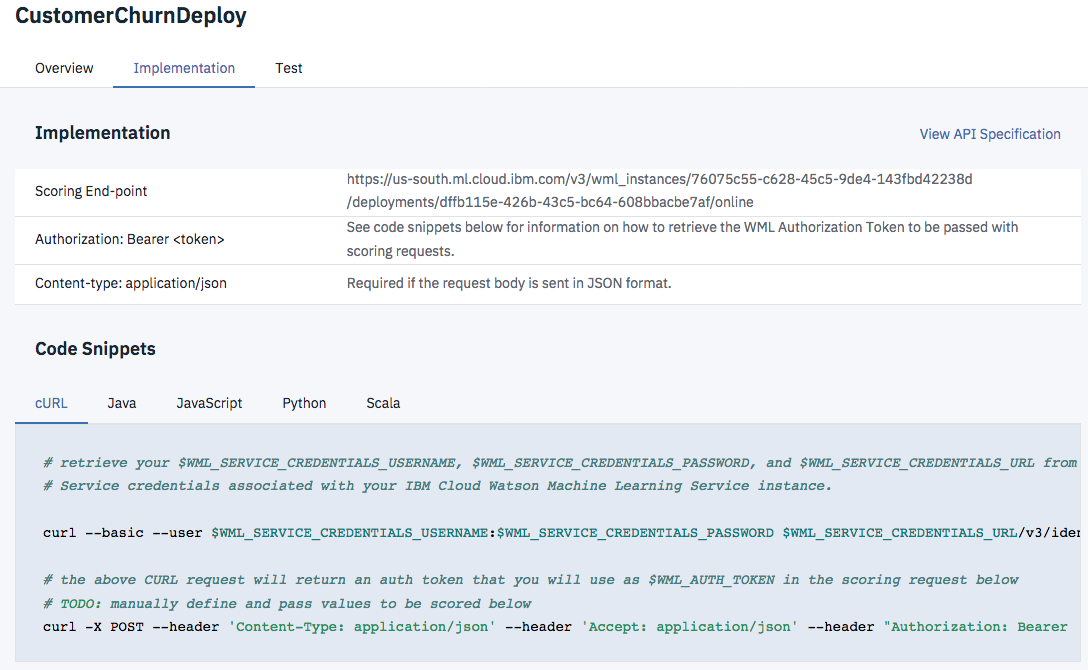 CustomerChurnDeploy
Overview Implementation Test
Implementation View API Specification
Scoring End-point https://us-south.ml.cloud.ibm.com/v3/wml_instances/76075c55-c628-45c5-9de4-143fbd42238d
/deployments/dffb115e-426b-43c5-bc64-608bbacbe7af/online
Authorization: Bearer <token> See code snippets below for information on how to retrieve the WML Authorization Token to be passed with
scoring requests.
Content-type: application/json Required if the request body is sent in JSON format.
Code Snippets
cURL Java JavaScript Python Scala
# retrieve your $WML_SERVICE_CREDENTIALS_USERNAME, $WML_SERVICE_CREDENTIALS_PASSWORD, and $WML_SERVICE_CREDENTIALS_URL from
# Service credentials associated with your IBM Cloud Watson Machine Learning Service instance.
curl --basic --user $WML_SERVICE_CREDENTIALS_USERNAME:$WML_SERVICE_CREDENTIALS_PASSWORD $WML_SERVICE_CREDENTIALS_URL/v3/iden
# the above CURL request will return an auth token that you will use as $WML_AUTH_TOKEN in the scoring request below
# TODO: manually define and pass values to be scored below
curl -X POST --header 'Content-Type: application/json' --header 'Accept: application/json' --header "Authorization: Bearer